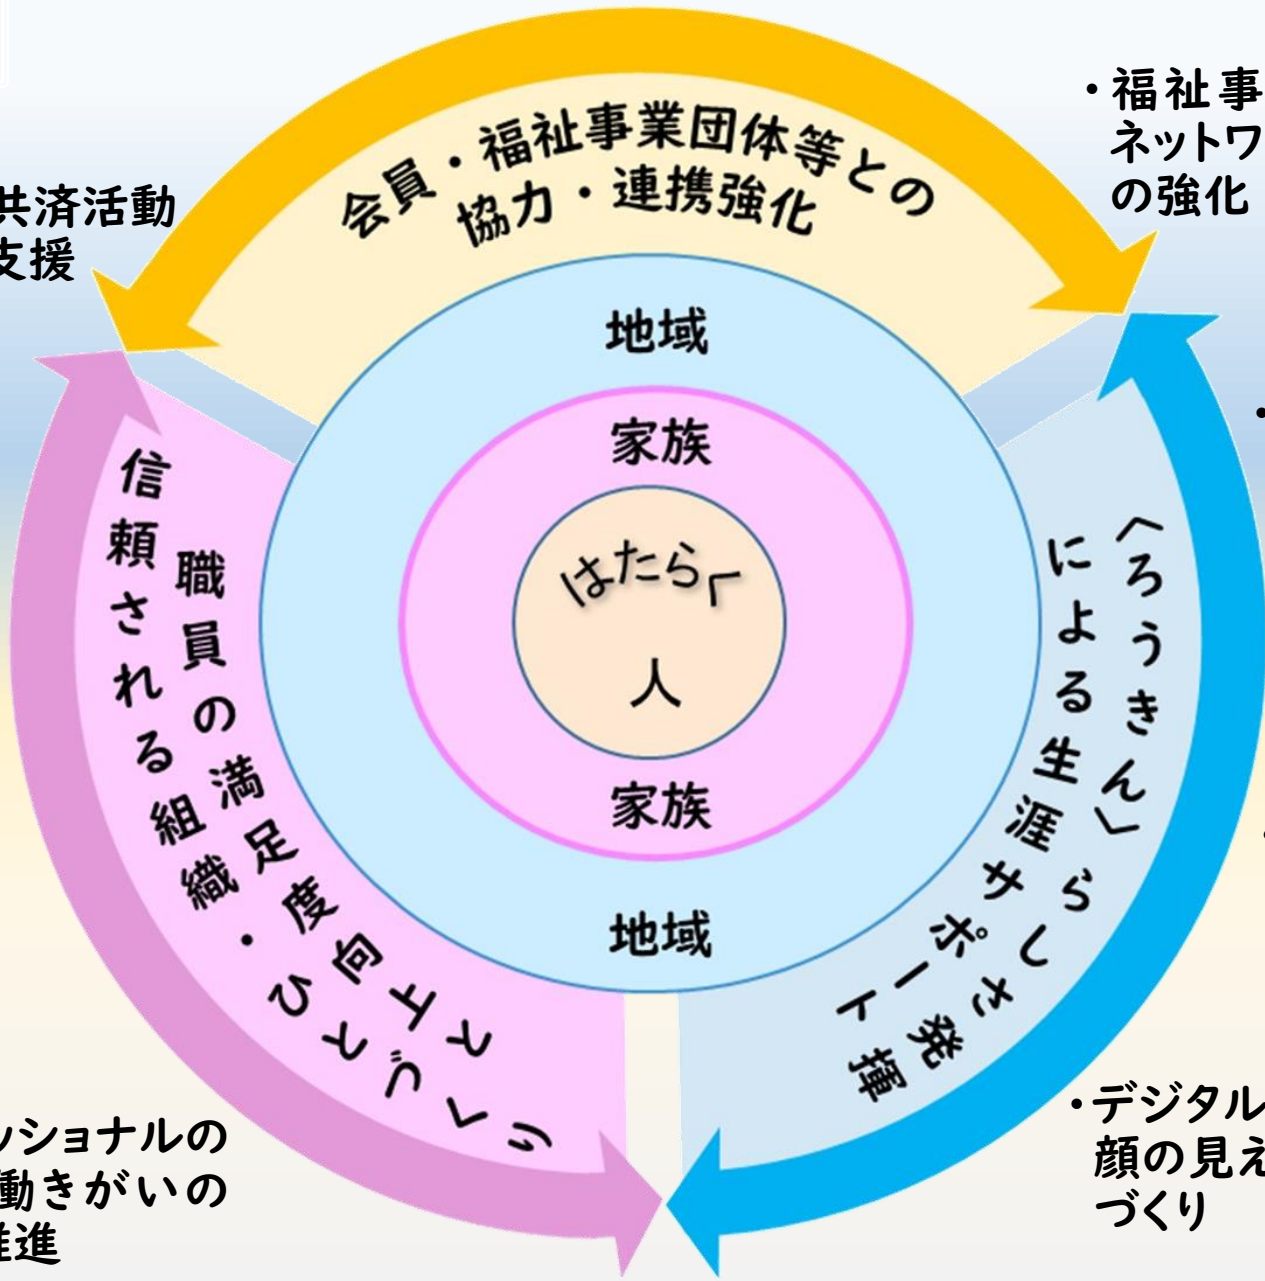 会員・福祉事業団体等との
協力・連携強化
・福祉事
ネットワ
の強化
共済活動
支援
地域
家族
はたらく
人
家族
地域
〈ろうきん〉らしさ発揮
による生涯サポート
職員の満足度向上と
信頼される組織・ひとづくり
ッショナルの
働きがいの
推進
・デジタル
顔の見え
づくり